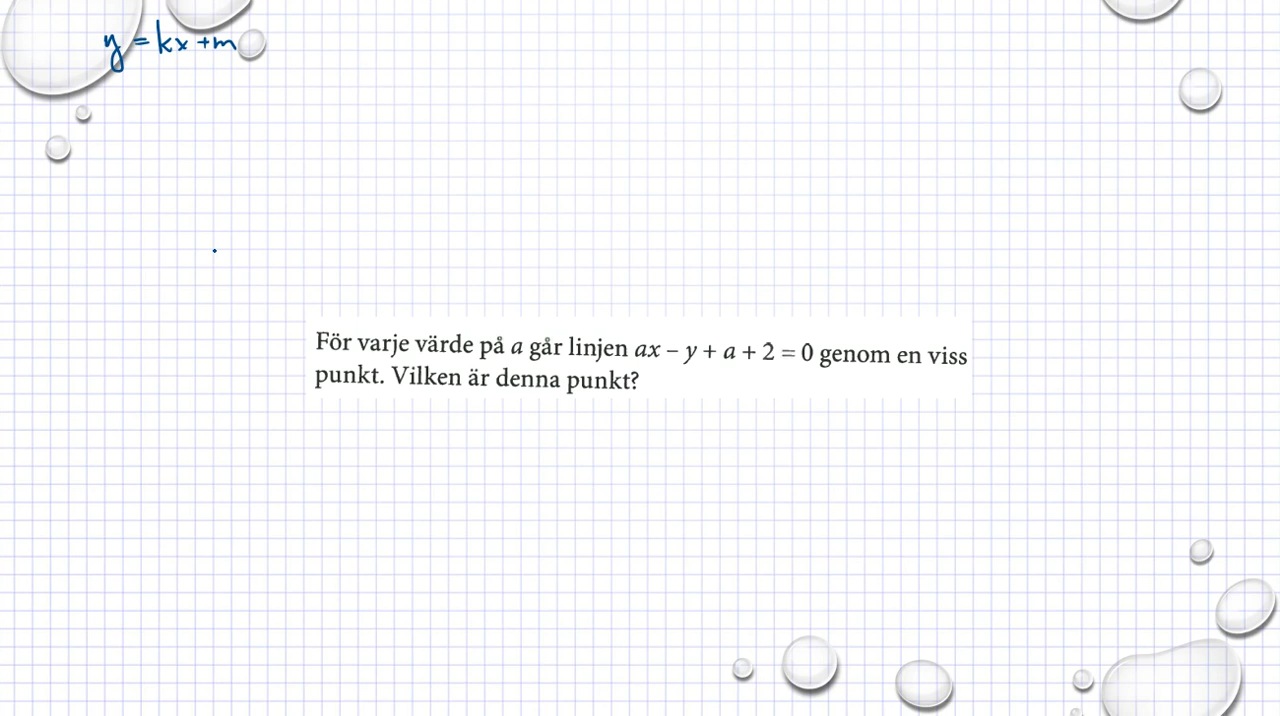 y = kx + m
För varje värde på a går linjen ax – y + a + 2 = 0 genom en viss
punkt. Vilken är denna punkt?